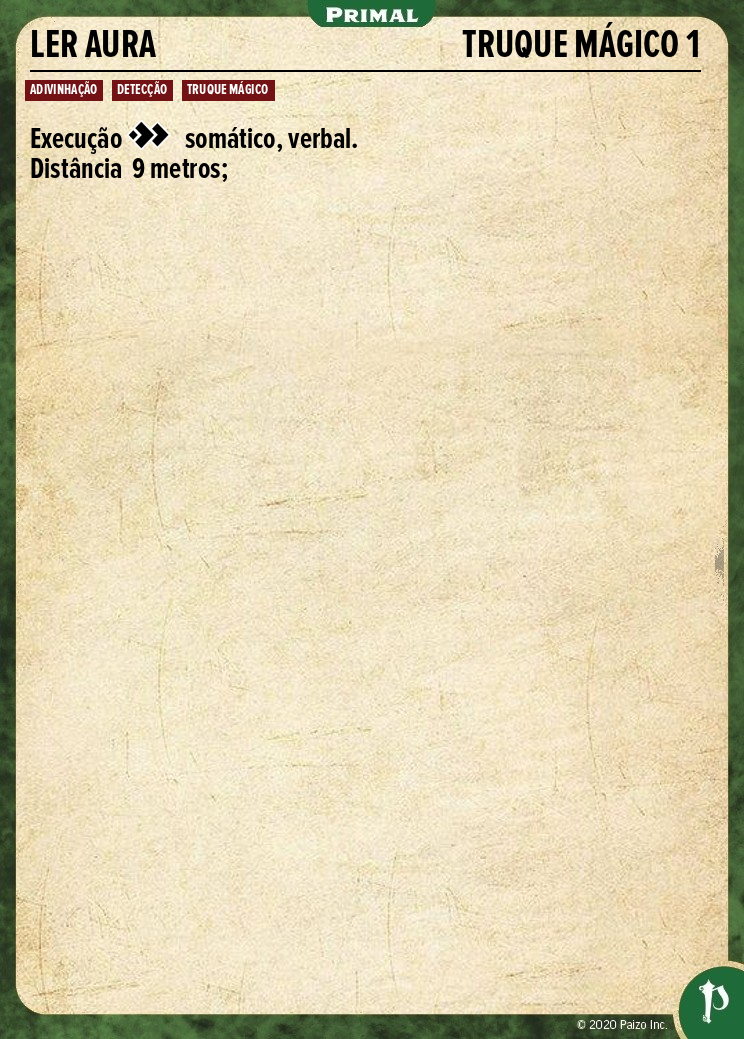 PRIMAL
LER AURA TRUQUE MÁGICO 1
ADIVINHAÇÃO DETECÇÃO TRUQUE MÁGICO
Execução somático, verbal.
Distância 9 metros;
© 2020 Paizo Inc.